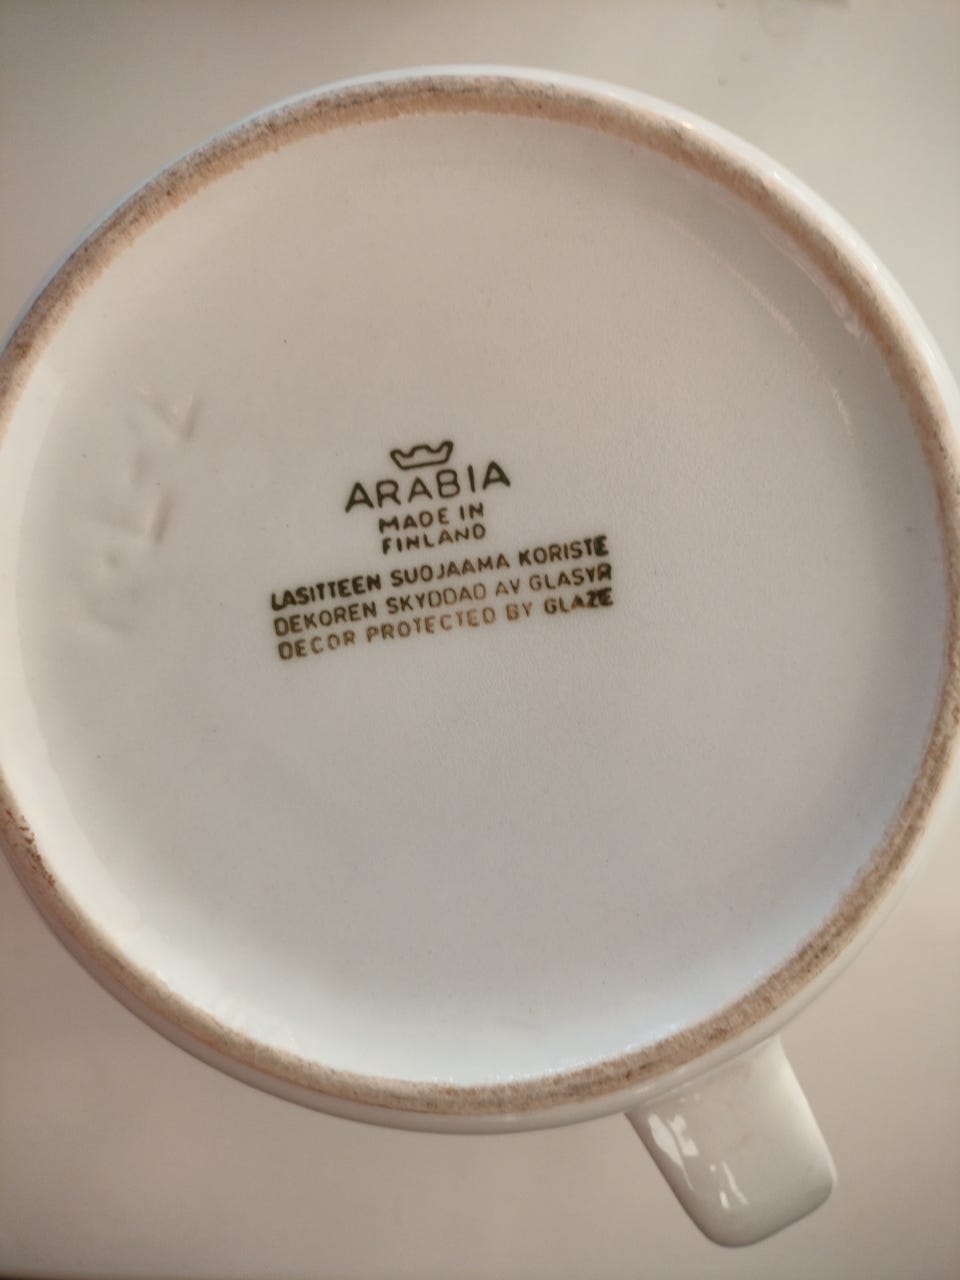 ARABIA
MADE IN
FINLAND
LASITTEEN SUOJAAMA KORISTE
DEKOREN SKYDDAD AV GLASYR
DECOR PROTECTED BY GLAZE